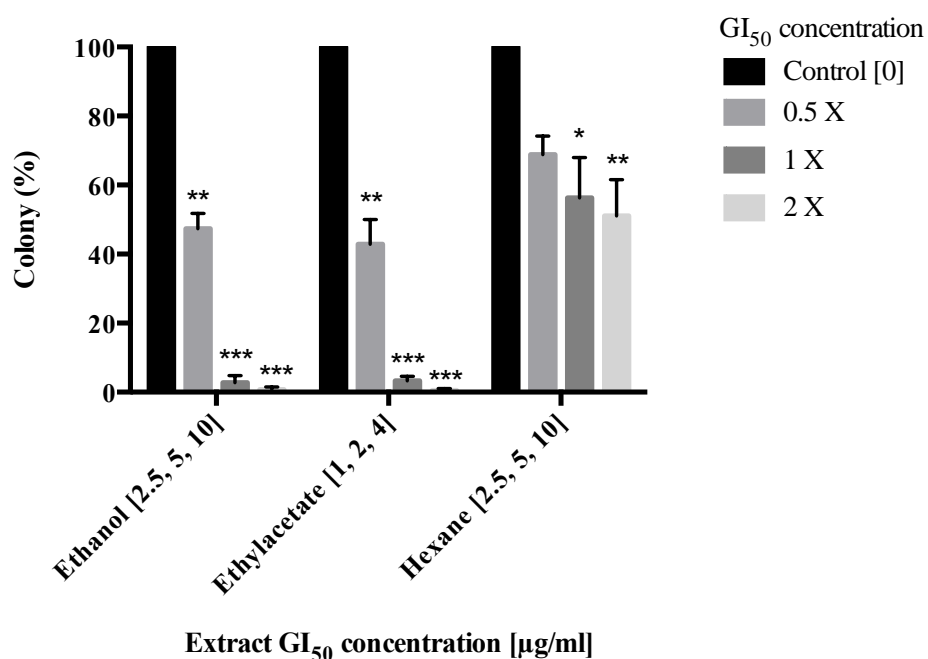 GI₅₀ concentration
Control [0]
0.5 X
1 X
2 X
Colony (%)
100
80
60
40
20
0
**
***
***
**
***
***
*
**
Ethanol [2.5, 5, 10]
Ethylacetate [1, 2, 4]
Hexane [2.5, 5, 10]
Extract GI₅₀ concentration [µg/ml]